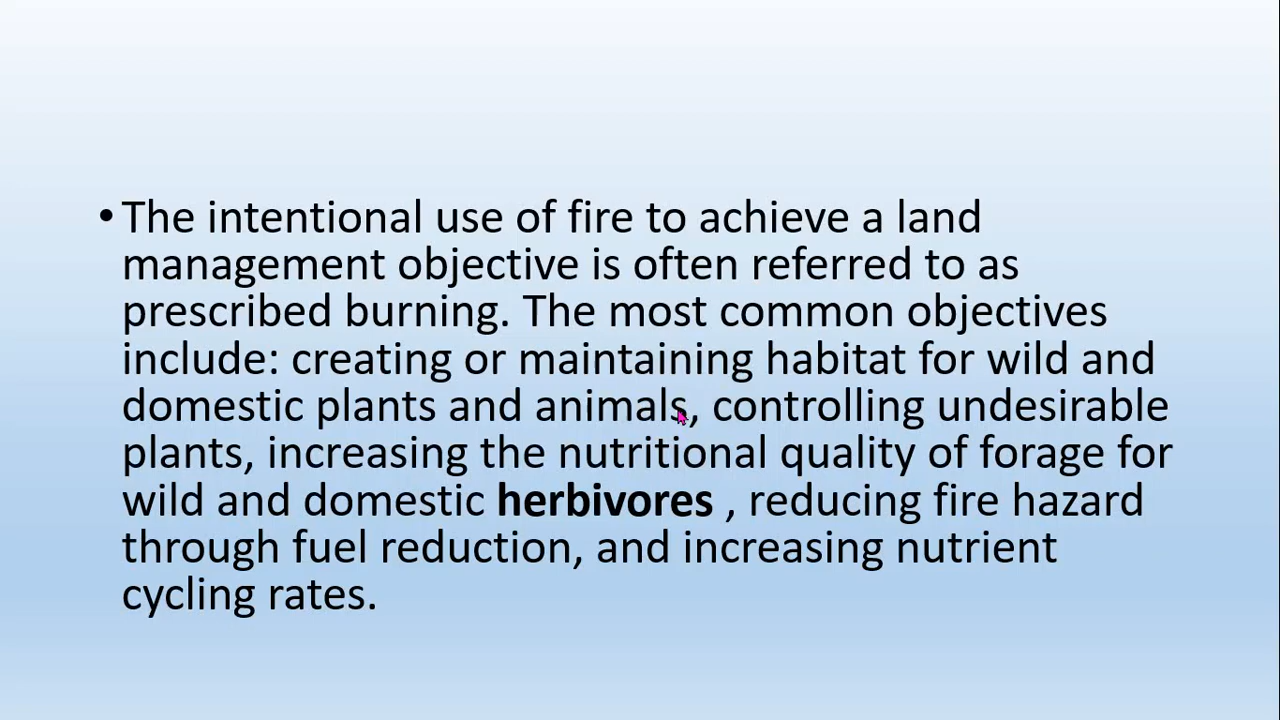 • The intentional use of fire to achieve a land
management objective is often referred to as
prescribed burning. The most common objectives
include: creating or maintaining habitat for wild and
domestic plants and animals, controlling undesirable
plants, increasing the nutritional quality of forage for
wild and domestic herbivores , reducing fire hazard
through fuel reduction, and increasing nutrient
cycling rates.